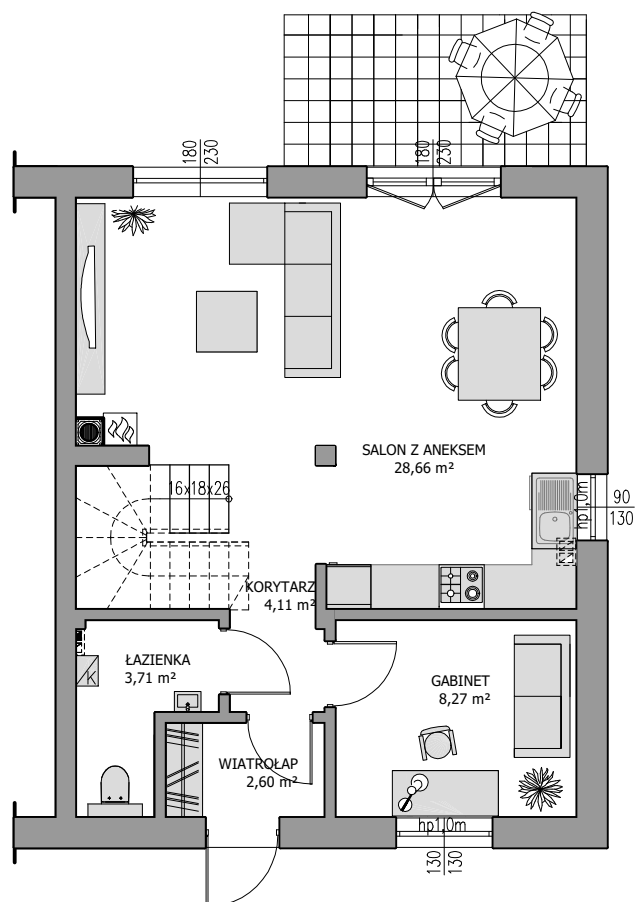 180
230
180
230
SALON Z ANEKSEM
28,66 m²
16x18x26
hp1,0m
90
130
KORYTARZ
4,11 m²
ŁAZIENKA
3,71 m²
K
GABINET
8,27 m²
WIATROŁAP
2,60 m²
hp1,0m
130
130